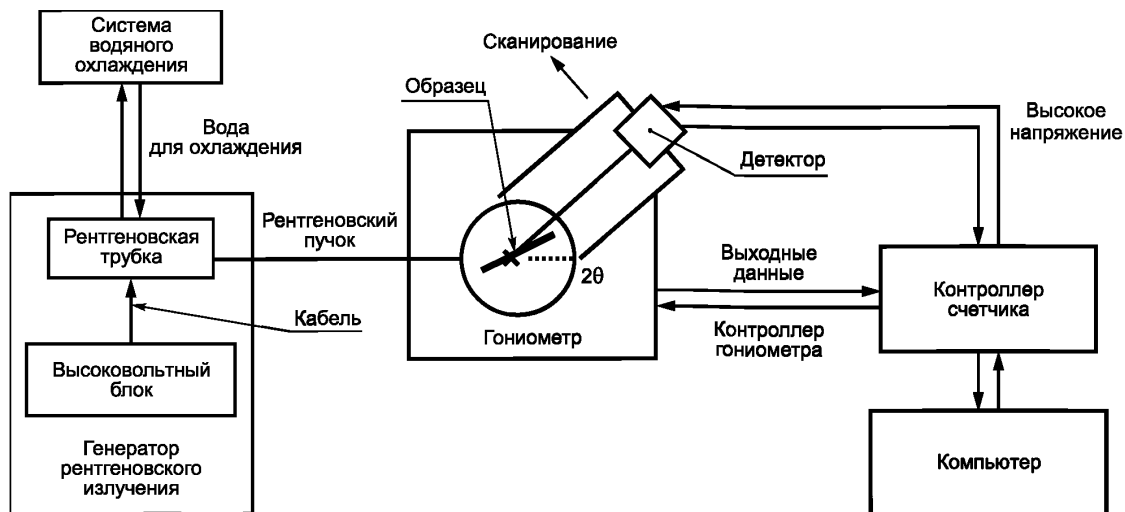 Система
водяного
охлаждения
Вода
для охлаждения
Рентгеновская
трубка
Кабель
Высоковольтный
блок
Генератор
рентгеновского
излучения
Рентгеновский
пучок
Сканирование
Образец
Детектор
2θ
Гониометр
Высокое
напряжение
Выходные
данные
Контроллер
гониометра
Контроллер
счетчика
Компьютер